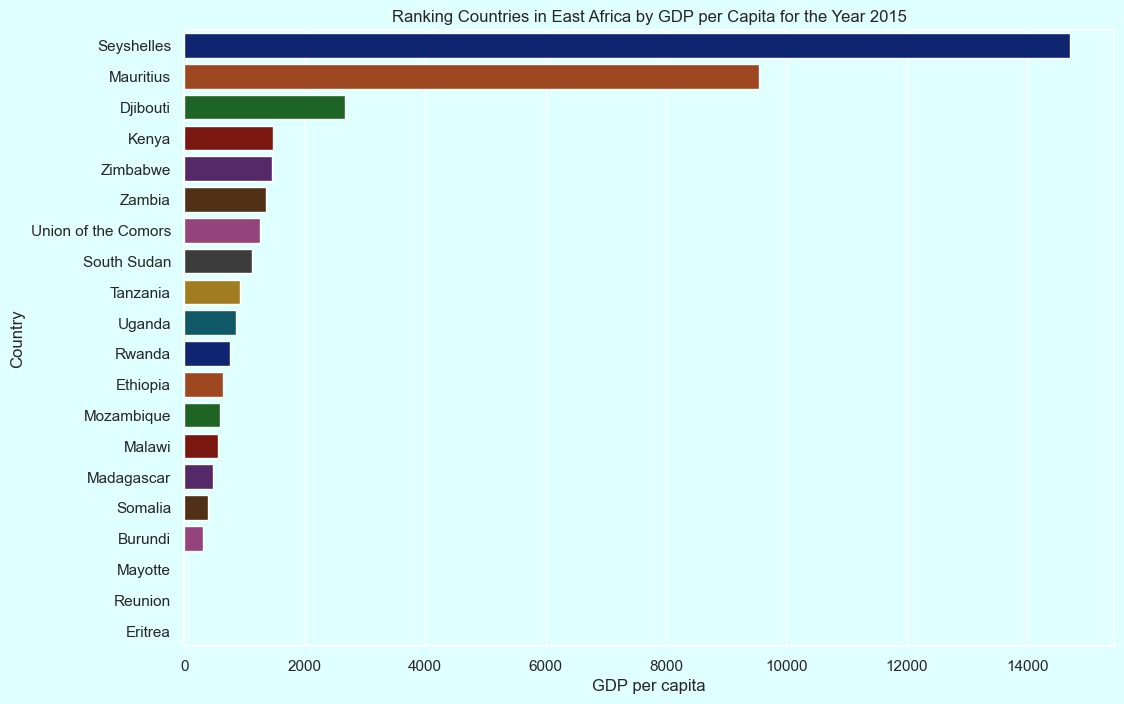 Ranking Countries in East Africa by GDP per Capita for the Year 2015
Country
Seyshelles
Mauritius
Djibouti
Kenya
Zimbabwe
Zambia
Union of the Comors
South Sudan
Tanzania
Uganda
Rwanda
Ethiopia
Mozambique
Malawi
Madagascar
Somalia
Burundi
Mayotte
Reunion
Eritrea
0 2000 4000 6000 8000 10000 12000 14000
GDP per capita